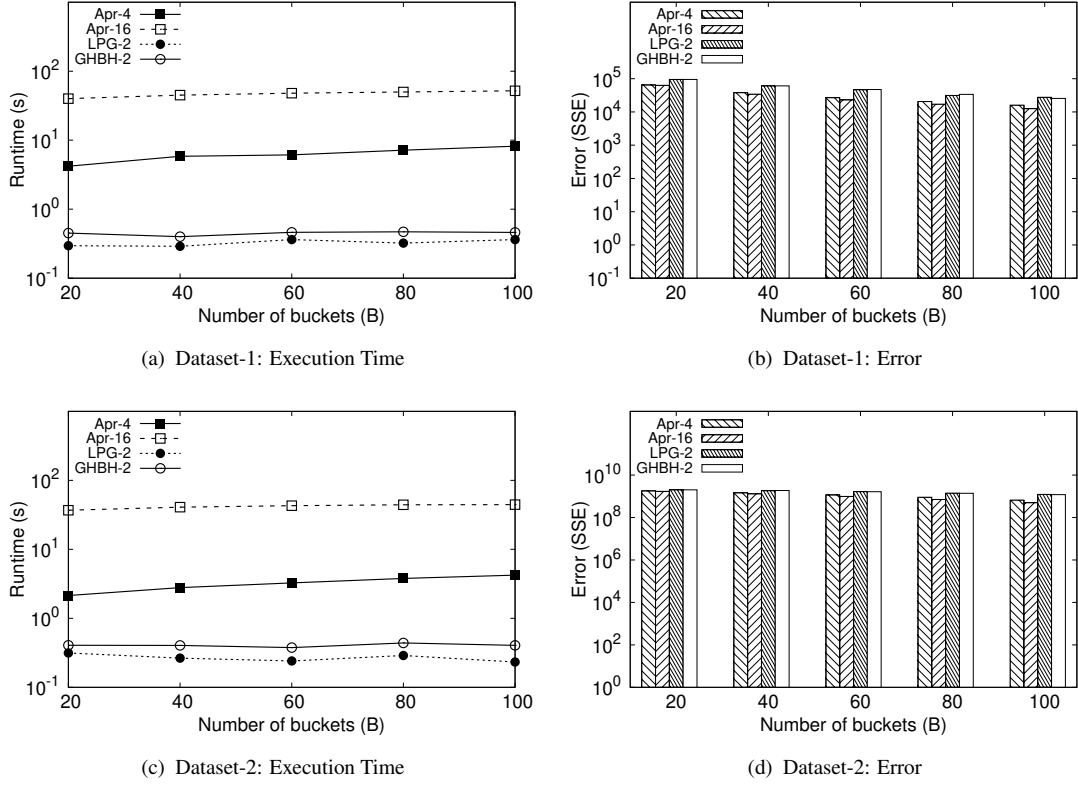 Apr-4
Apr-16
LPG-2
GHBH-2
10^2
10^1
10^0
10^-1
Runtime (s)
20 40 60 80 100
Number of buckets (B)
(a) Dataset-1: Execution Time
Apr-4
Apr-16
LPG-2
GHBH-2
10^5
10^4
10^3
10^2
10^1
10^0
10^-1
Error (SSE)
20 40 60 80 100
Number of buckets (B)
(b) Dataset-1: Error
Apr-4
Apr-16
LPG-2
GHBH-2
10^2
10^1
10^0
10^-1
Runtime (s)
20 40 60 80 100
Number of buckets (B)
(c) Dataset-2: Execution Time
Apr-4
Apr-16
LPG-2
GHBH-2
10^10
10^8
10^6
10^4
10^2
10^0
Error (SSE)
20 40 60 80 100
Number of buckets (B)
(d) Dataset-2: Error